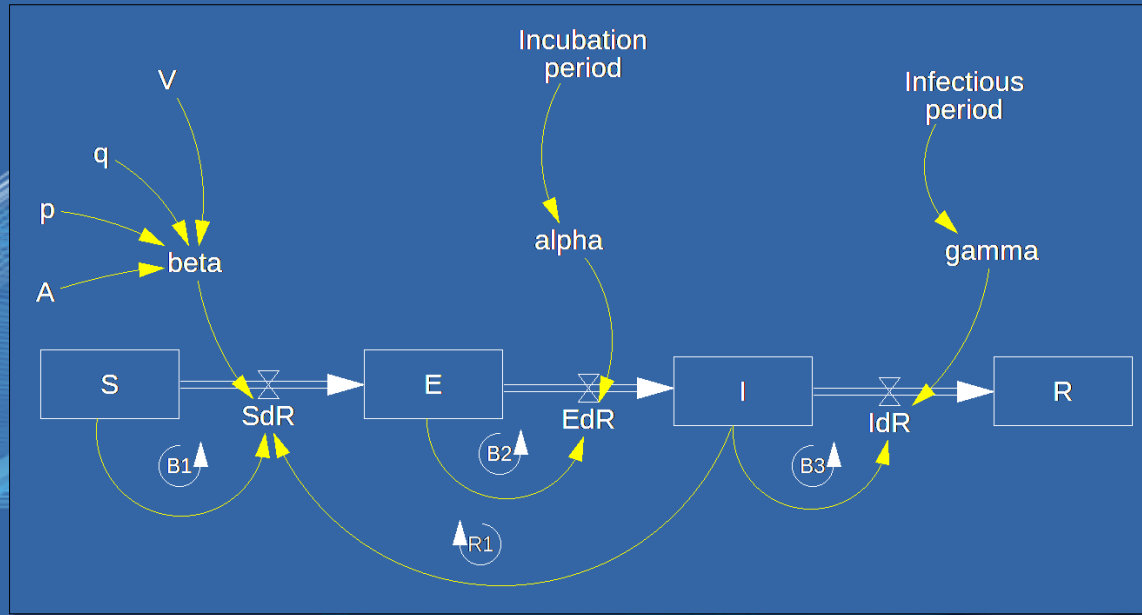 Incubation
period
V
Infectious
period
q
p
alpha
gamma
beta
A
S
E
I
R
SdR
EdR
IdR
B1
B2
B3
R1